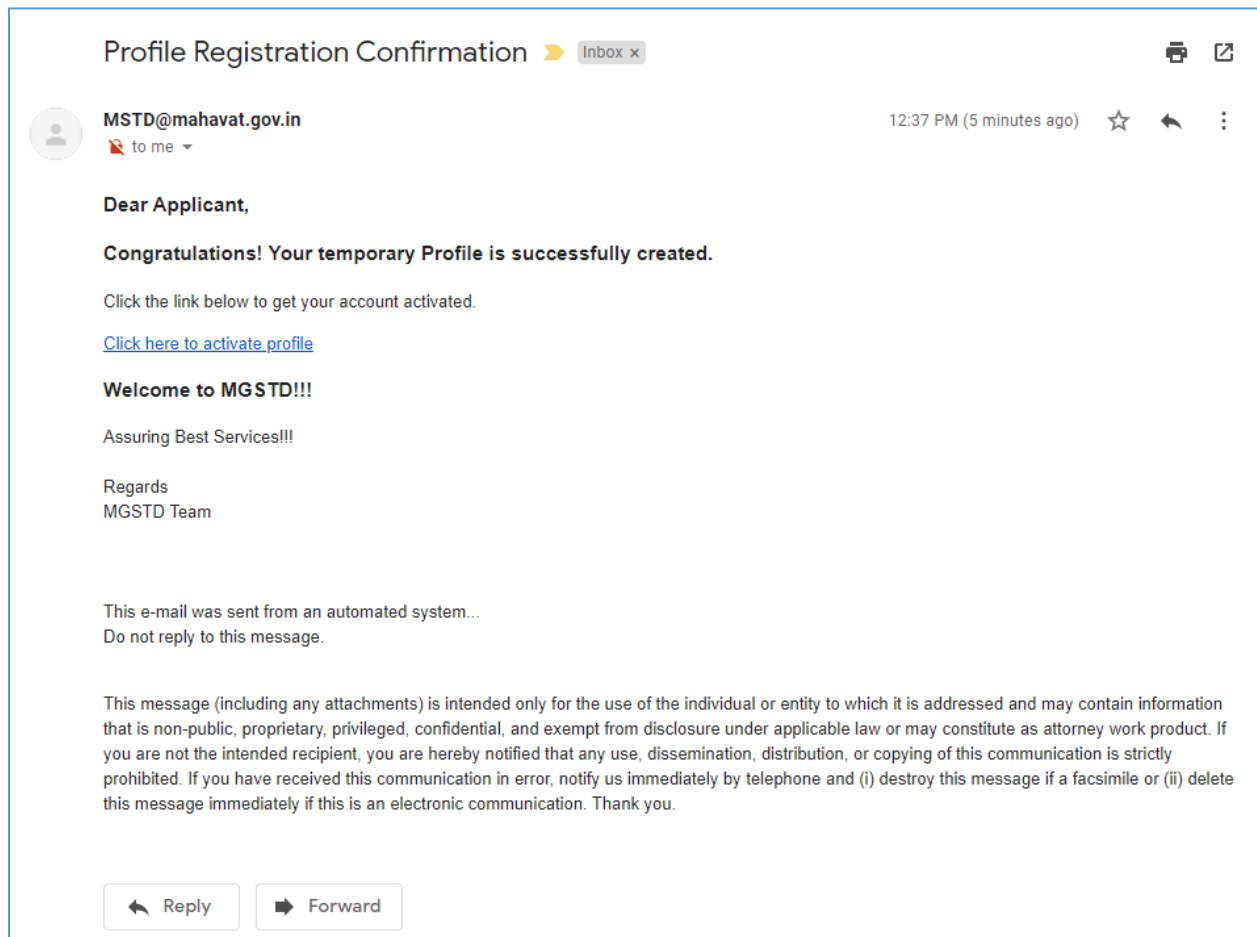 Profile Registration Confirmation Inbox x
MSTD@mahavat.gov.in 12:37 PM (5 minutes ago)
to me
Dear Applicant,
Congratulations! Your temporary Profile is successfully created.
Click the link below to get your account activated.
Click here to activate profile
Welcome to MGSTD!!!
Assuring Best Services!!!
Regards
MGSTD Team
This e-mail was sent from an automated system...
Do not reply to this message.
This message (including any attachments) is intended only for the use of the individual or entity to which it is addressed and may contain information
that is non-public, proprietary, privileged, confidential, and exempt from disclosure under applicable law or may constitute as attorney work product. If
you are not the intended recipient, you are hereby notified that any use, dissemination, distribution, or copying of this communication is strictly
prohibited. If you have received this communication in error, notify us immediately by telephone and (i) destroy this message if a facsimile or (ii) delete
this message immediately if this is an electronic communication. Thank you.
Reply Forward